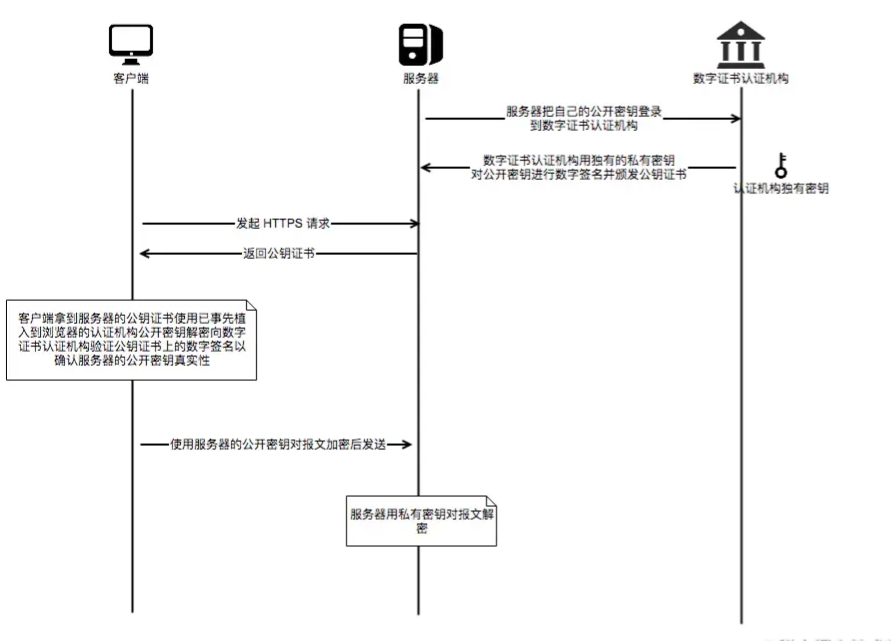 客户端
服务器
数字证书认证机构
服务器把自己的公开密钥登录
到数字证书认证机构
数字证书认证机构用独有的私有密钥
对公开密钥进行数字签名并颁发公钥证书
认证机构独有密钥
发起 HTTPS 请求
返回公钥证书
客户端拿到服务器的公钥证书使用已事先植
入到浏览器的认证机构公开密钥解密向数字
证书认证机构验证公钥证书上的数字签名以
确认服务器的公开密钥真实性
使用服务器的公开密钥对报文加密后发送
服务器用私有密钥对报文解
密